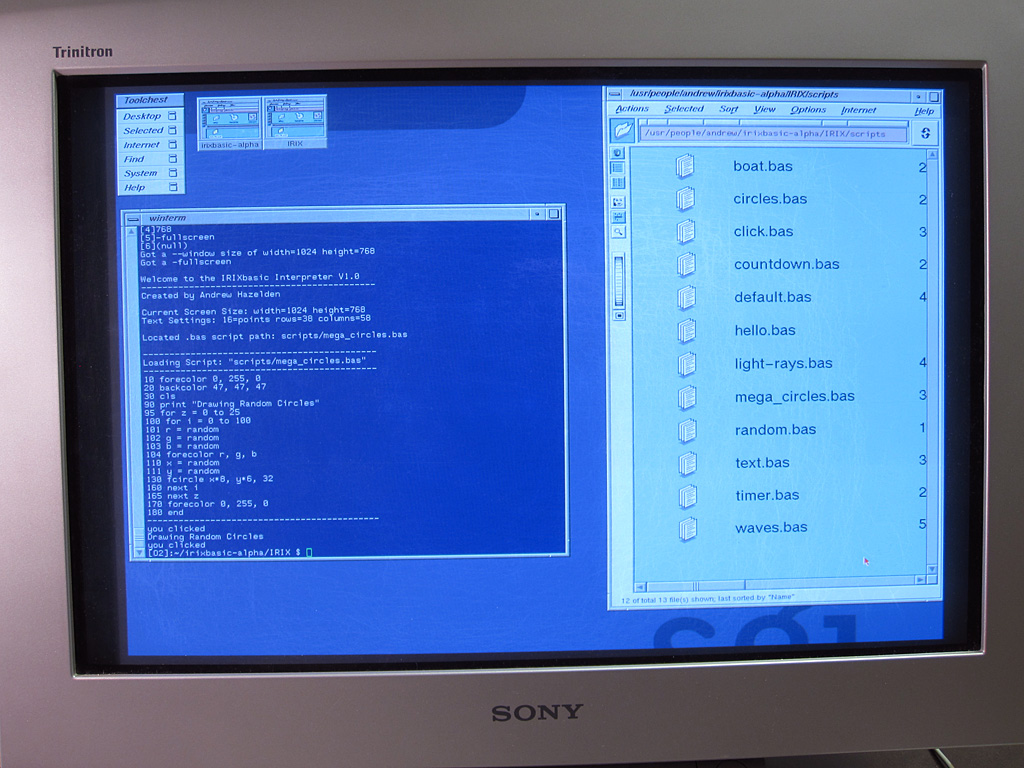 Trinitron
Toolchest
Desktop
Selected
Internet
Find
System
Help
irixbasic-alpha
IRIX
winterm
[4]768
[5]-fullscreen
[6](null)
Got a --window size of width=1024 height=768
Got a -fullscreen
Welcome to the IRIXbasic Interpreter V1.0
----------------------------------------------
Created by Andrew Hazelden
Current Screen Size: width=1024 height=768
Text Settings: 16=points rows=38 columns=58
Located .bas script path: scripts/mega_circles.bas
----------------------------------------------
Loading Script: "scripts/mega_circles.bas"
----------------------------------------------
10 forecolor 0, 255, 0
20 backcolor 47, 47, 47
30 cls
90 print "Drawing Random Circles"
95 for z = 0 to 25
100 for i = 0 to 100
101 r = random
102 g = random
103 b = random
104 forecolor r, g, b
110 x = random
111 y = random
130 fcircle x*8, y*6, 32
160 next i
165 next z
170 forecolor 0, 255, 0
180 end
----------------------------------------------
you clicked
Drawing Random Circles
you clicked
[02]:~/irixbasic-alpha/IRIX $
/usr/people/andrew/irixbasic-alpha/IRIX/scripts
Actions Selected Sort View Options Internet Help
/usr/people/andrew/irixbasic-alpha/IRIX/scripts
boat.bas 2
circles.bas 2
click.bas 3
countdown.bas 2
default.bas 4
hello.bas
light-rays.bas 4
mega_circles.bas 3
random.bas 1
text.bas 3
timer.bas 2
waves.bas 5
12 of total 13 file(s) shown; last sorted by "Name"
SONY